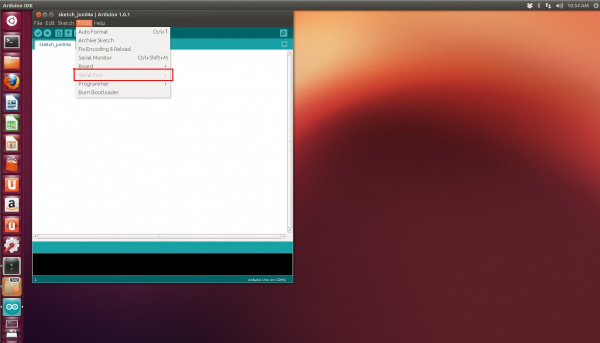 Arduino IDE
10:54 AM
sketch_jun04a | Arduino 1.0.1
File Edit Sketch Tools Help
sketch_jun04a
Auto Format Ctrl+T
Archive Sketch
Fix Encoding & Reload
Serial Monitor Ctrl+Shift+M
Board
Serial Port
Programmer
Burn Bootloader
1
Arduino Uno on COM1